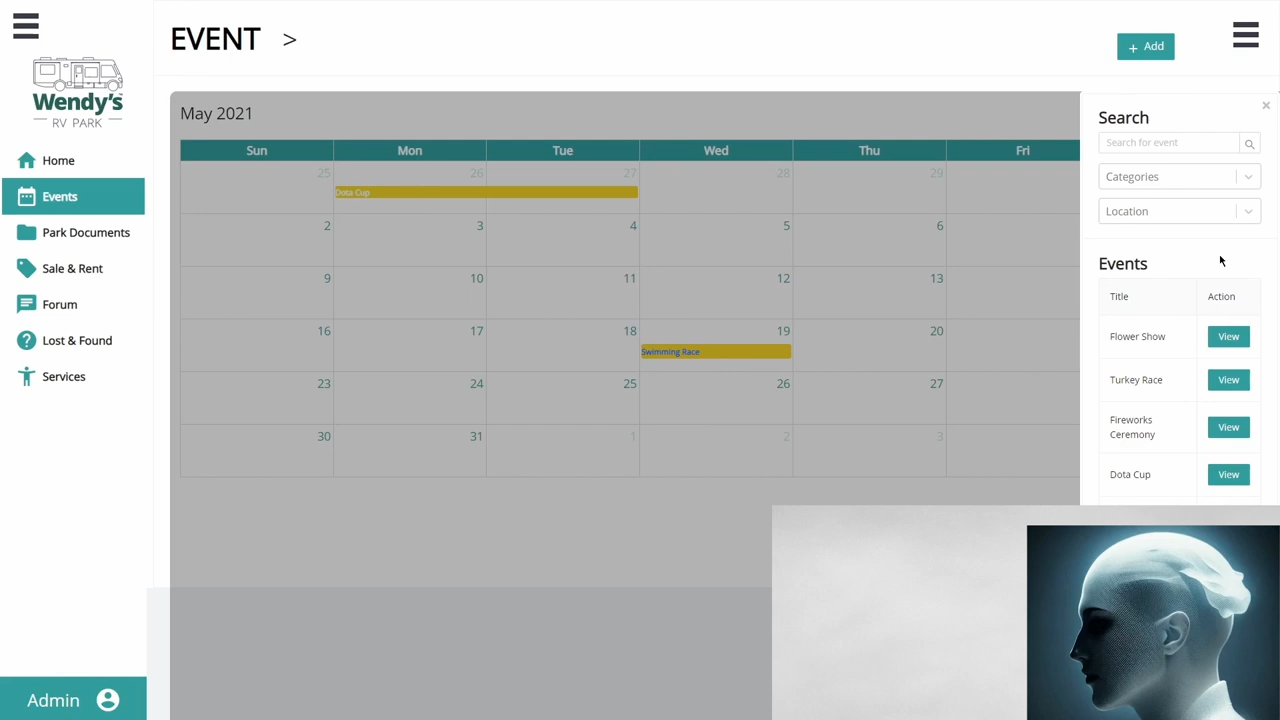 EVENT >
+ Add
Wendy's
RV PARK
Home
Events
Park Documents
Sale & Rent
Forum
Lost & Found
Services
Admin
May 2021
Sun Mon Tue Wed Thu Fri
25 26 27 28 29
Dota Cup
2 3 4 5 6
9 10 11 12 13
16 17 18 19 20
Swimming Race
23 24 25 26 27
30 31 1 2 3
×
Search
Search for event
Categories
Location
Events
Title Action
Flower Show View
Turkey Race View
Fireworks
Ceremony View
Dota Cup View